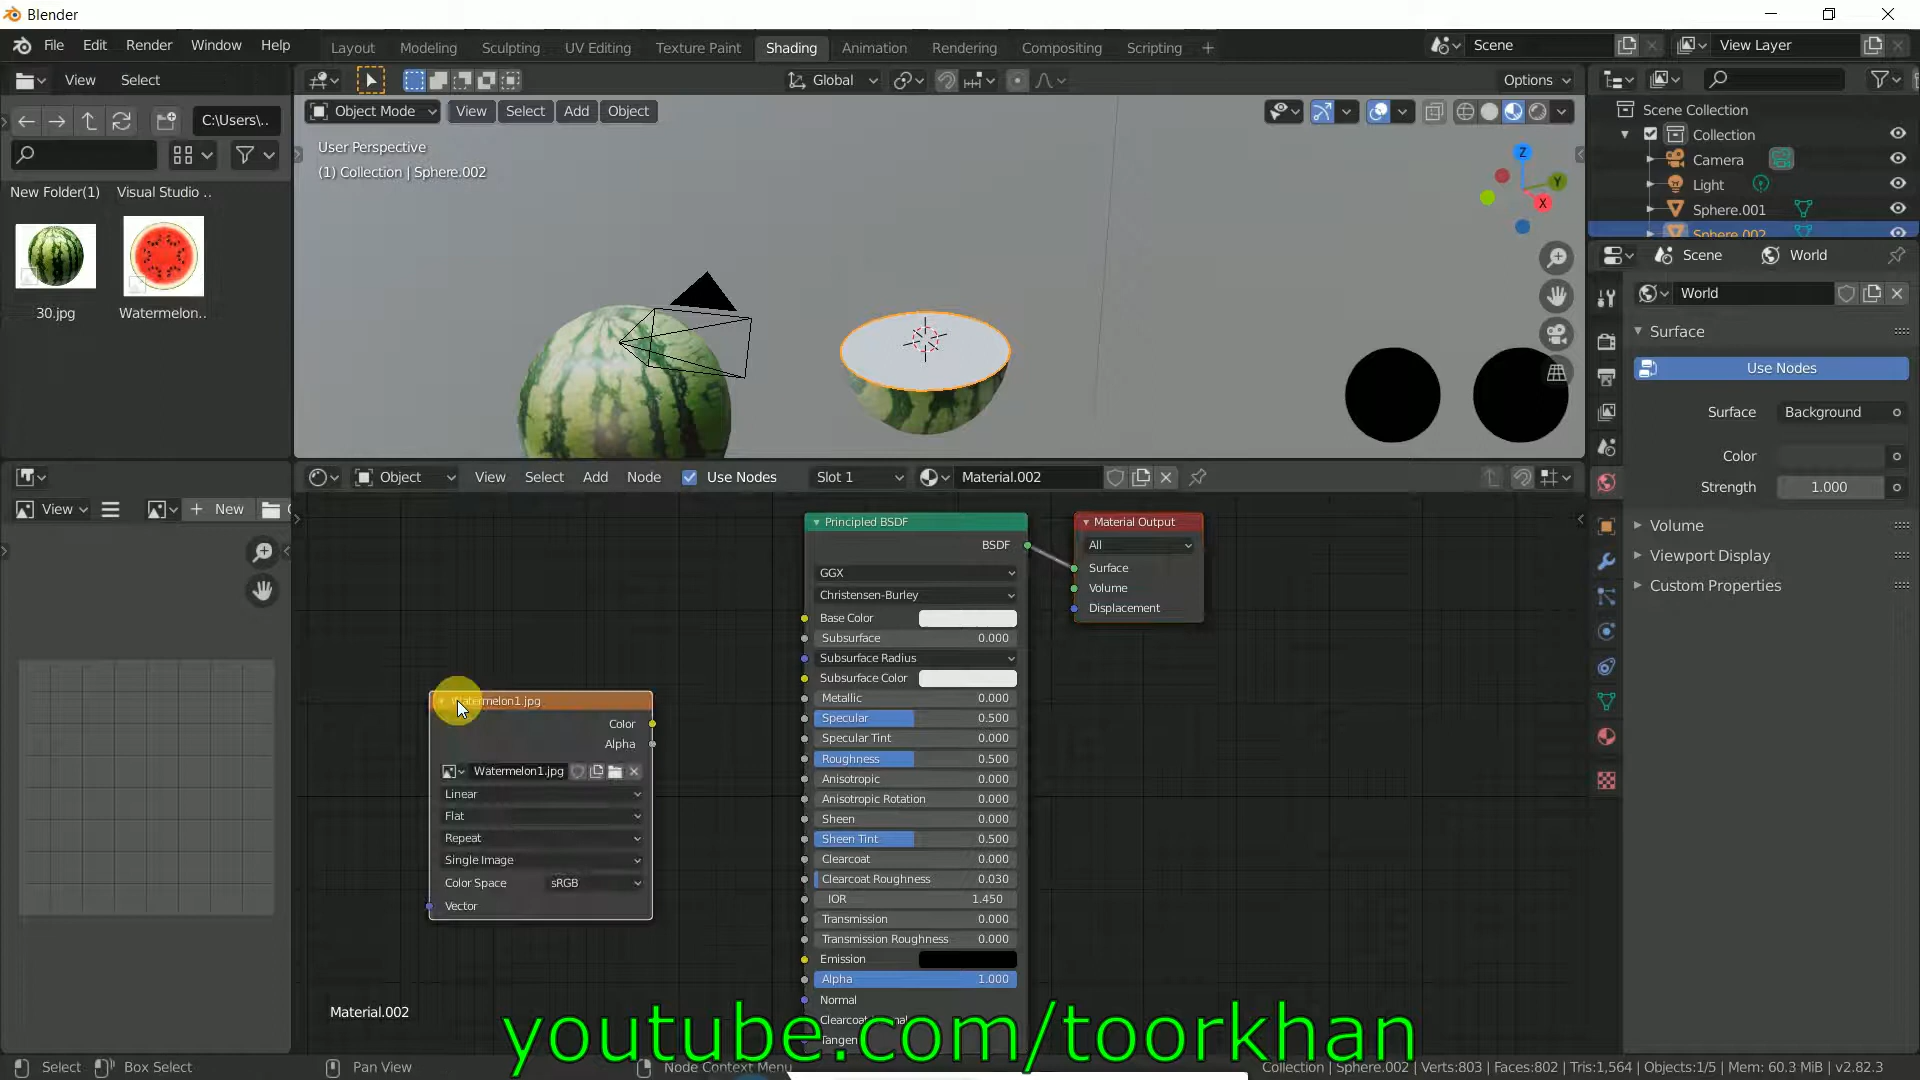 Blender
File Edit Render Window Help
Layout Modeling Sculpting UV Editing Texture Paint Shading Animation Rendering Compositing Scripting
Scene
View Layer
View Select
Global
Options
C:\Users\..
Object Mode View Select Add Object
User Perspective
(1) Collection | Sphere.002
Z
Y
X
New Folder(1) Visual Studio ..
30.jpg Watermelon..
Scene Collection
Collection
Camera
Light
Sphere.001
Sphere.002
Scene World
World
Surface
Use Nodes
Surface Background
Color
Strength 1.000
Volume
Viewport Display
Custom Properties
Object View Select Add Node Use Nodes Slot 1 Material.002
View New
Principled BSDF
BSDF
GGX
Christensen-Burley
Base Color
Subsurface 0.000
Subsurface Radius
Subsurface Color
Metallic 0.000
Specular 0.500
Specular Tint 0.000
Roughness 0.500
Anisotropic 0.000
Anisotropic Rotation 0.000
Sheen 0.000
Sheen Tint 0.500
Clearcoat 0.000
Clearcoat Roughness 0.030
IOR 1.450
Transmission 0.000
Transmission Roughness 0.000
Emission
Alpha 1.000
Normal
Material Output
All
Surface
Volume
Displacement
Watermelon1.jpg
Color
Alpha
Watermelon1.jpg
Linear
Flat
Repeat
Single Image
Color Space sRGB
Vector
Material.002
youtube.com/toorkhan
Select Box Select Pan View Node Context Menu
Collection | Sphere.002 | Verts:803 | Faces:802 | Tris:1,564 | Objects:1/5 | Mem: 60.3 MiB | v2.82.3